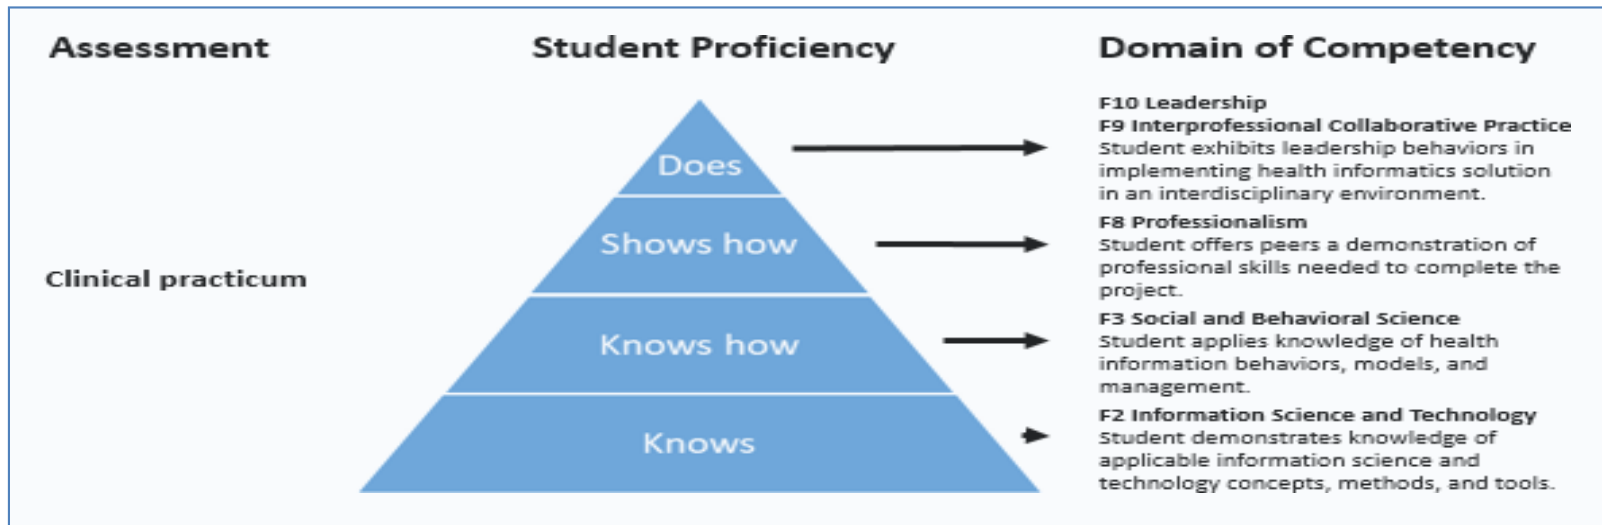 Assessment
Student Proficiency
Domain of Competency
Clinical practicum
Does
Shows how
Knows how
Knows
F10 Leadership
F9 Interprofessional Collaborative Practice
Student exhibits leadership behaviors in
implementing health informatics solution
in an interdisciplinary environment.
F8 Professionalism
Student offers peers a demonstration of
professional skills needed to complete the
project.
F3 Social and Behavioral Science
Student applies knowledge of health
information behaviors, models, and
management.
F2 Information Science and Technology
Student demonstrates knowledge of
applicable information science and
technology concepts, methods, and tools.